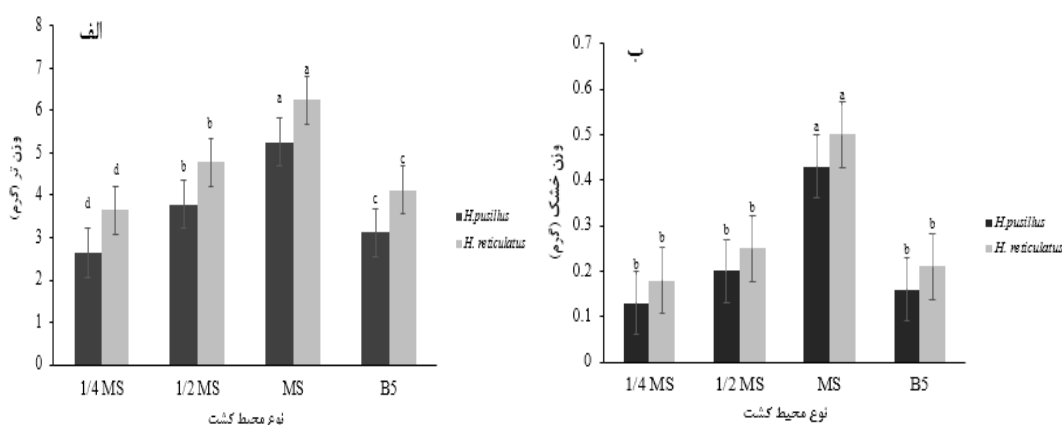 الف
8
7
6
5
4
3
2
1
0
وزن تر (گرم)
a
a
b
b
c
c
d
d
1/4 MS 1/2 MS MS B5
نوع محیط کشت
H.pusillus
H. reticulatus
ب
0.7
0.6
0.5
0.4
0.3
0.2
0.1
0
وزن خشک (گرم)
a
a
b
b
b
b
b
b
1/4 MS 1/2 MS MS B5
نوع محیط کشت
H.pusillus
H. reticulatus